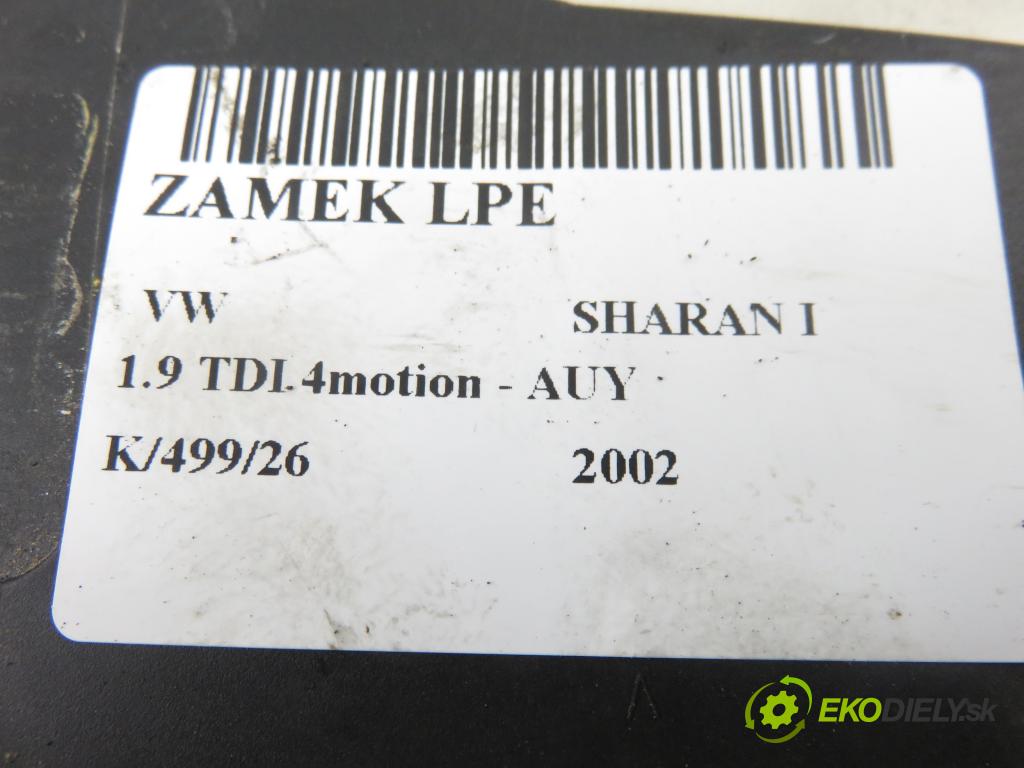 ZAMEK LPE
VW SHARAN I
1.9 TDI 4motion - AUY
K/499/26 2002
EKODIELY.sk